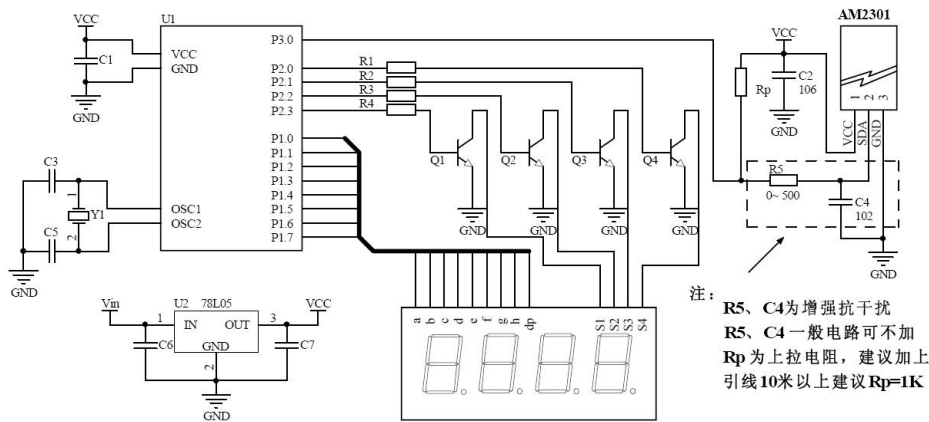 VCC
U1
C1
GND
VCC
GND
P3.0
P2.0
P2.1
P2.2
P2.3
P1.0
P1.1
P1.2
P1.3
P1.4
P1.5
P1.6
P1.7
OSC1
OSC2
C3
1
Y1
2
C5
GND
R1
R2
R3
R4
Q1
Q2
Q3
Q4
GND
GND
GND
GND
AM2301
VCC
Rp
C2
106
GND
1
2
3
VCC
SDA
GND
R5
0~ 500
C4
102
GND
Vin
U2 78L05
VCC
1
IN
OUT
3
GND
2
C6
C7
GND
a
b
c
d
e
f
g
h
dp
S1
S2
S3
S4
注:
R5、C4为增强抗干扰
R5、C4 一般电路可不加
Rp 为上拉电阻，建议加上
引线10米以上建议Rp=1K